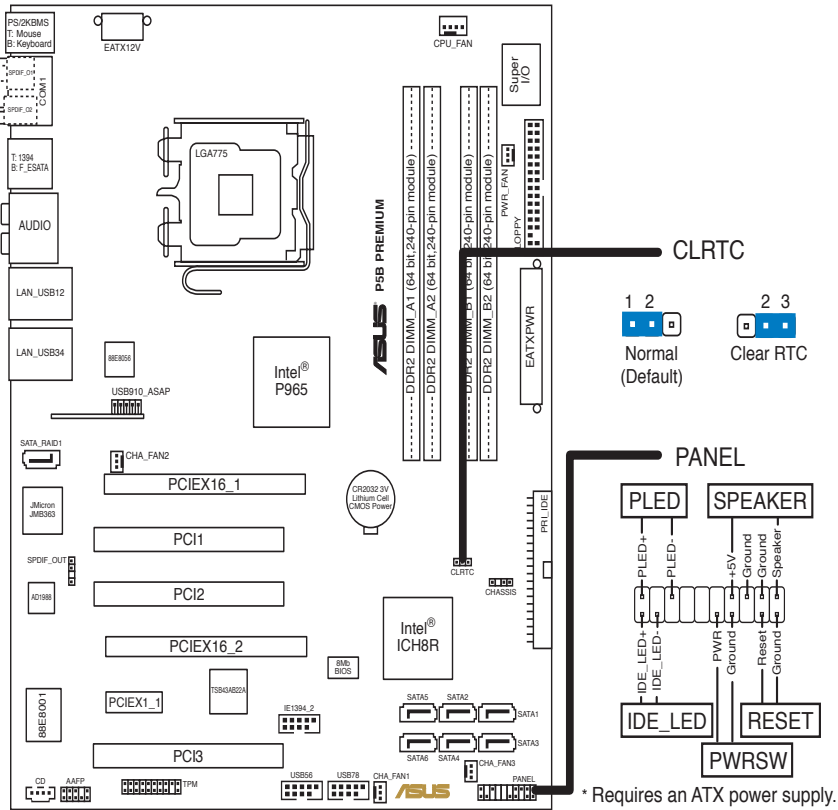 PS/2KBMS
T: Mouse
B: Keyboard
EATX12V
CPU_FAN
Super
I/O
SPDIF_O1
SPDIF_O2
COM1
T: 1394
B: F_ESATA
LGA775
PWR_FAN
LOPPY
AUDIO
P5B PREMIUM
ASUS
DDR2 DIMM_A1 (64 bit,240-pin module)
DDR2 DIMM_A2 (64 bit,240-pin module)
DDR2 DIMM_B1 (64 bit,240-pin module)
DDR2 DIMM_B2 (64 bit,240-pin module)
CLRTC
1 2
2 3
Normal
(Default)
Clear RTC
LAN_USB12
EATXPWR
LAN_USB34
88E8056
Intel®
P965
USB910_ASAP
SATA_RAID1
CHA_FAN2
PCIEX16_1
CR2032 3V
Lithium Cell
CMOS Power
PRI_IDE
JMicron
JMB363
PCI1
SPDIF_OUT
CLRTC
CHASSIS
AD1988
PCI2
PCIEX16_2
Intel®
ICH8R
8Mb
BIOS
88E8001
PCIEX1_1
TSB43AB22A
IE1394_2
SATA5
SATA2
SATA1
SATA6
SATA4
SATA3
PCI3
CHA_FAN3
CD
AAFP
TPM
USB56
USB78
CHA_FAN1
ASUS
PANEL
PANEL
PLED
SPEAKER
PLED+
PLED-
+5V
Ground
Ground
Speaker
IDE_LED+
IDE_LED-
PWR
Ground
Reset
Ground
IDE_LED
RESET
PWRSW
* Requires an ATX power supply.